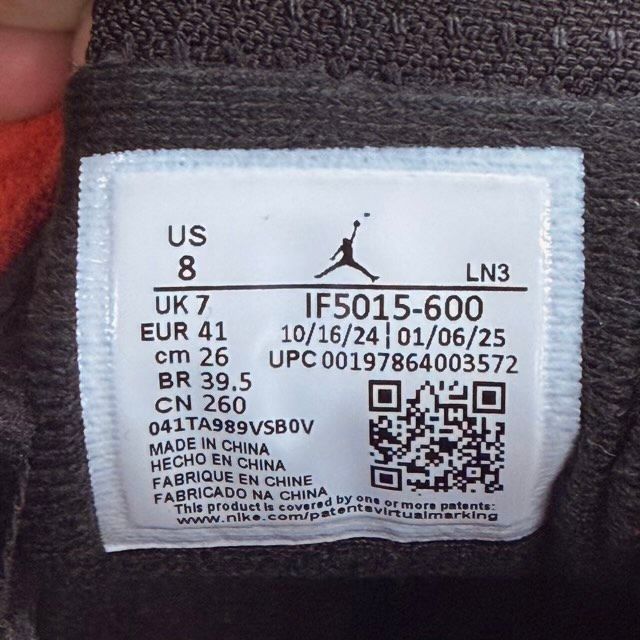 US
8
LN3
UK 7
IF5015-600
EUR 41
10/16/24 | 01/06/25
cm 26
UPC 00197864003572
BR 39.5
CN 260
041TA989VSB0V
MADE IN CHINA
HECHO EN CHINA
FABRIQUE EN CHINE
FABRICADO NA CHINA
This product is covered by one or more patents
www.nike.com/patentsvirtualmarking